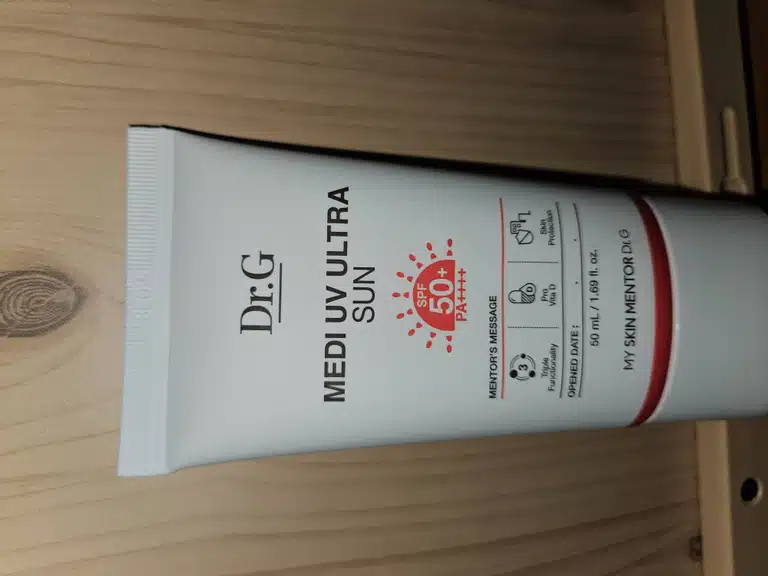 Dr.G
MEDI UV ULTRA
SUN
SPF
50+
PA++++
MENTOR'S MESSAGE
3
Triple
Functionality
D
Pro
Vita D
Skin
Protection
OPENED DATE :
50 mL / 1.69 fl. oz.
MY SKIN MENTOR Dr.G